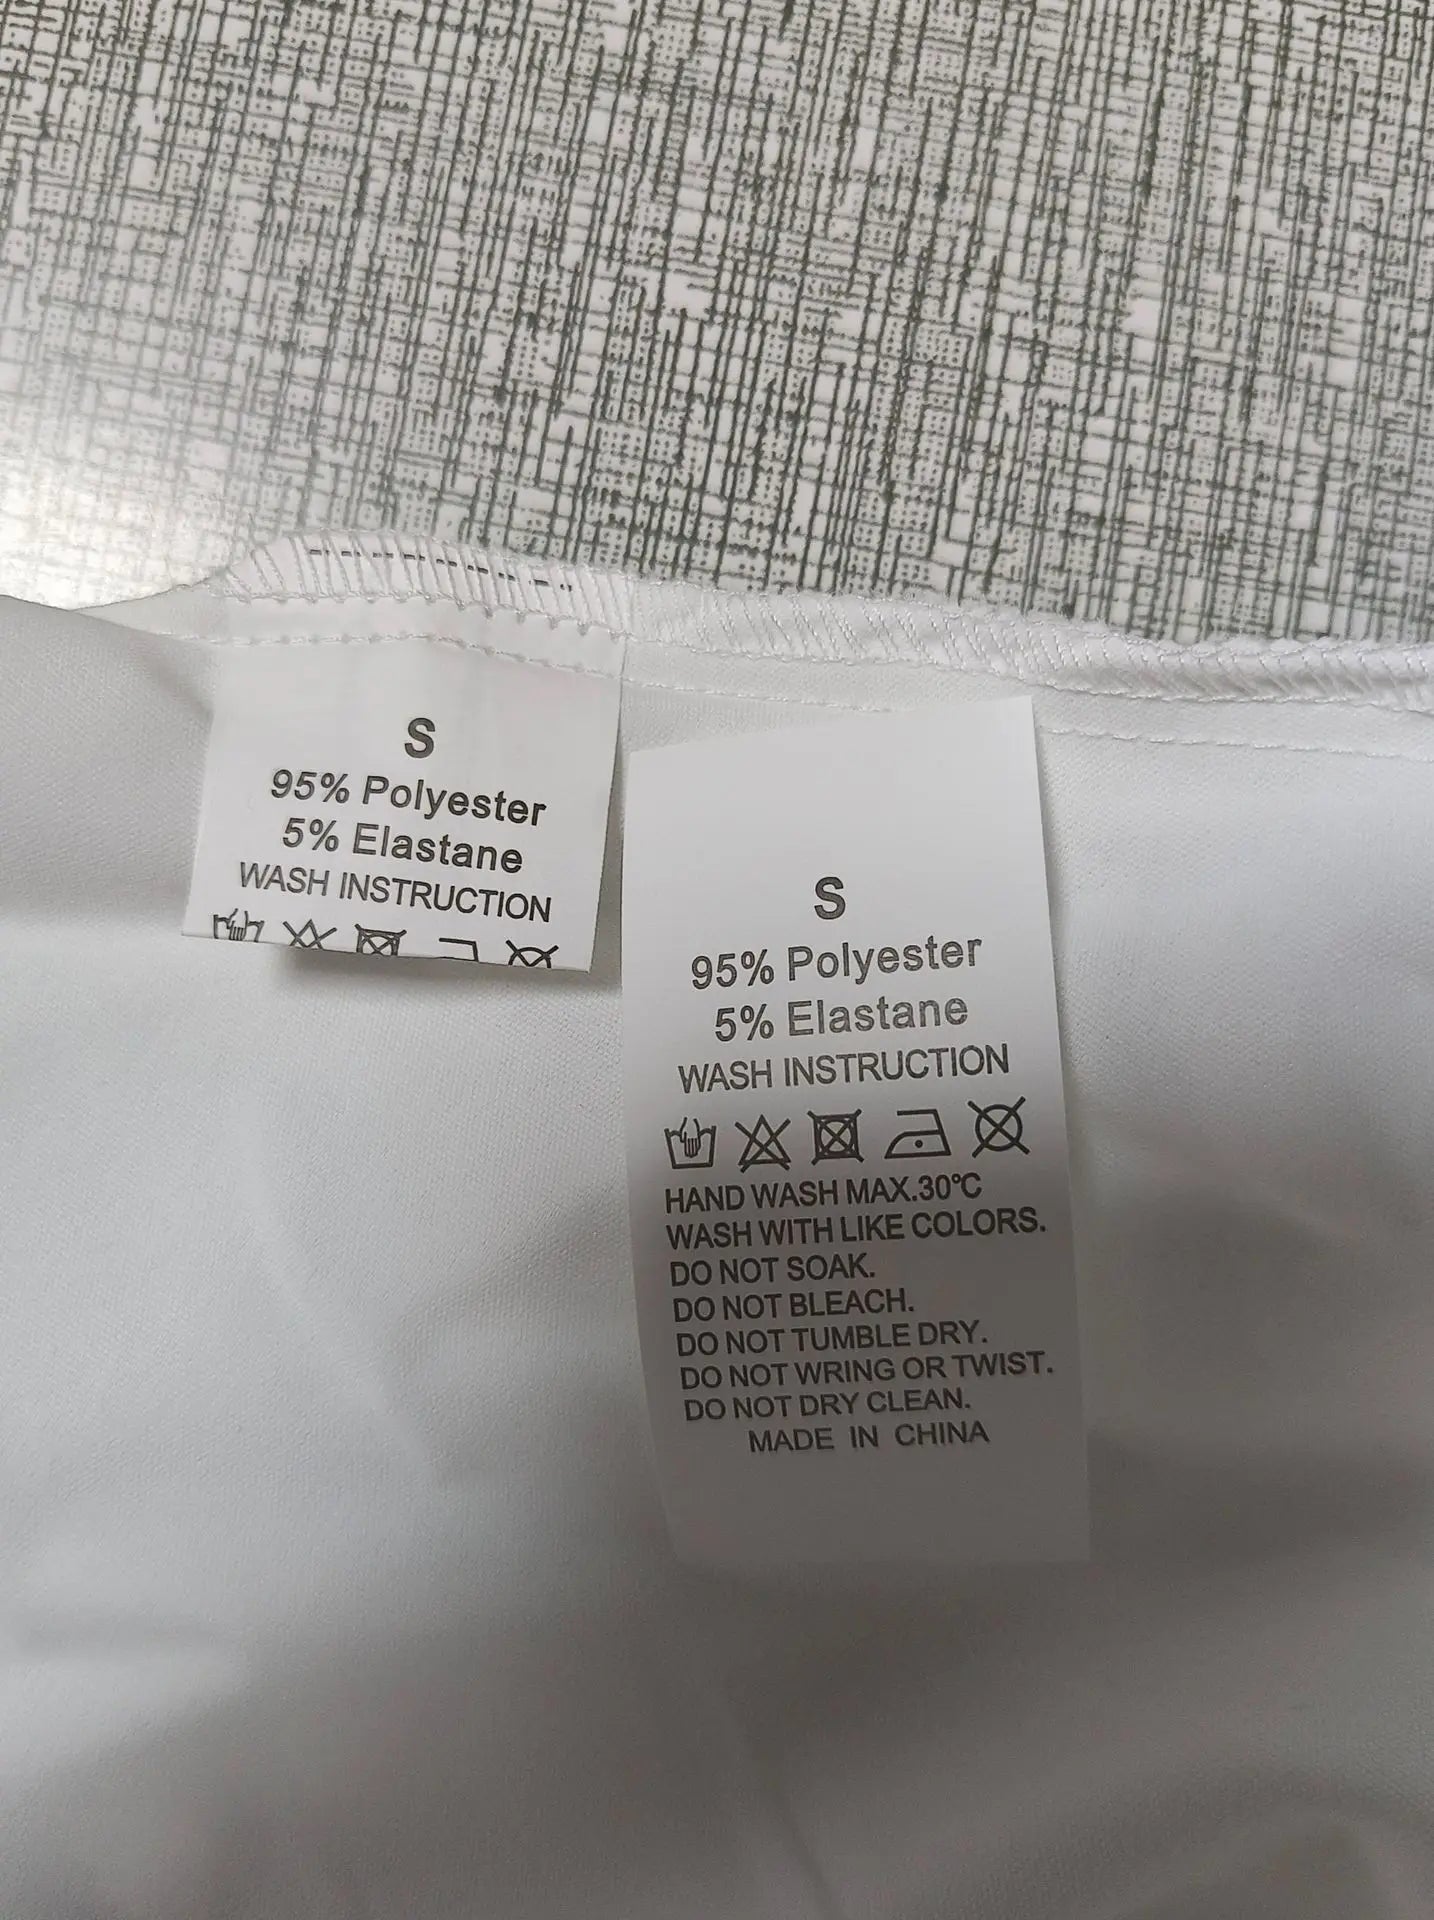 S
95% Polyester
5% Elastane
WASH INSTRUCTION
S
95% Polyester
5% Elastane
WASH INSTRUCTION
HAND WASH MAX.30℃
WASH WITH LIKE COLORS.
DO NOT SOAK.
DO NOT BLEACH.
DO NOT TUMBLE DRY.
DO NOT WRING OR TWIST.
DO NOT DRY CLEAN.
MADE IN CHINA